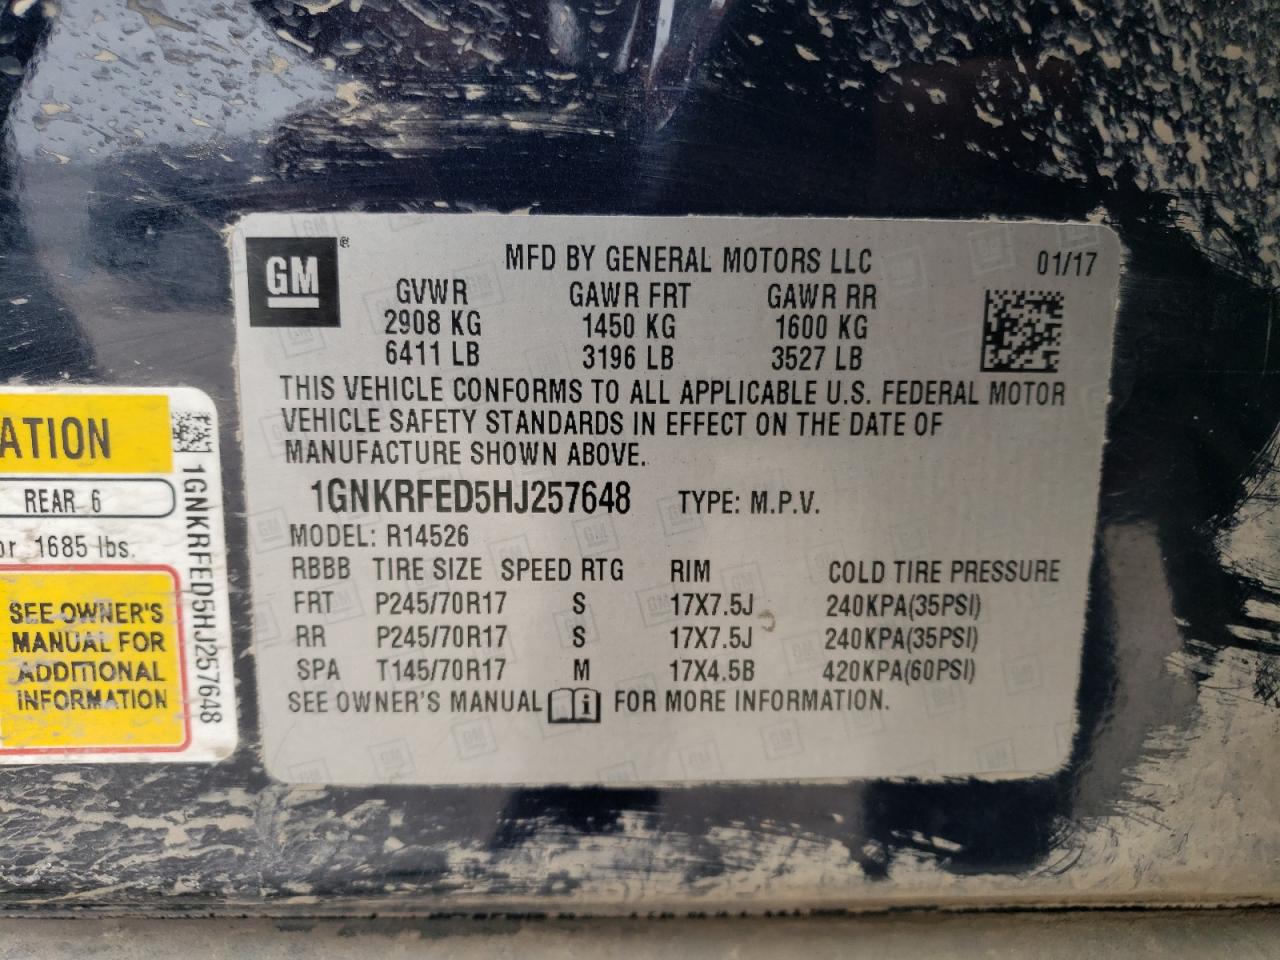 GM ®
MFD BY GENERAL MOTORS LLC 01/17
GVWR GAWR FRT GAWR RR
2908 KG 1450 KG 1600 KG
6411 LB 3196 LB 3527 LB
THIS VEHICLE CONFORMS TO ALL APPLICABLE U.S. FEDERAL MOTOR
VEHICLE SAFETY STANDARDS IN EFFECT ON THE DATE OF
MANUFACTURE SHOWN ABOVE.
1GNKRFED5HJ257648 TYPE: M.P.V.
MODEL: R14526
RBBB TIRE SIZE SPEED RTG RIM COLD TIRE PRESSURE
FRT P245/70R17 S 17X7.5J 240KPA(35PSI)
RR P245/70R17 S 17X7.5J 240KPA(35PSI)
SPA T145/70R17 M 17X4.5B 420KPA(60PSI)
SEE OWNER'S MANUAL i FOR MORE INFORMATION.
ATION
REAR 6
or 1685 lbs.
SEE OWNER'S
MANUAL FOR
ADDITIONAL
INFORMATION
1GNKRFED5HJ257648